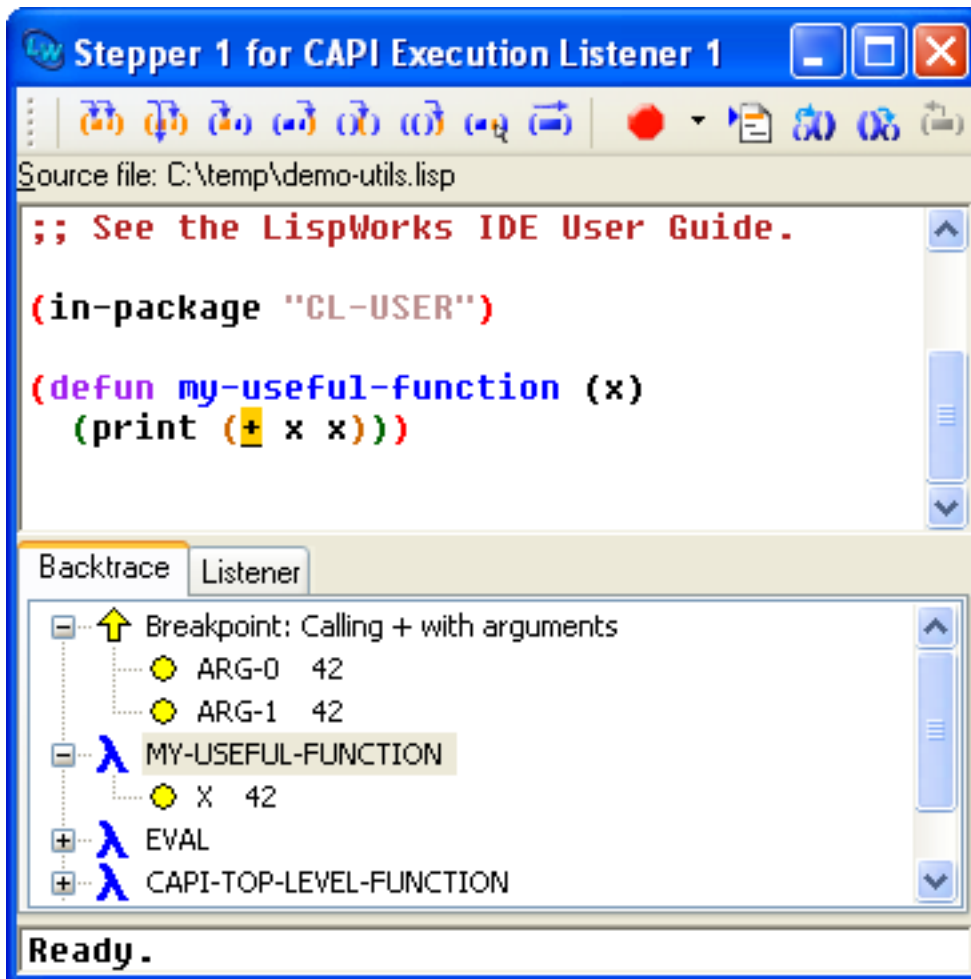 Stepper 1 for CAPI Execution Listener 1
Source file: C:\temp\demo-utils.lisp
;; See the LispWorks IDE User Guide.
(in-package "CL-USER")
(defun my-useful-function (x)
  (print (+ x x)))
Backtrace Listener
Breakpoint: Calling + with arguments
ARG-0 42
ARG-1 42
λ MY-USEFUL-FUNCTION
X 42
λ EVAL
λ CAPI-TOP-LEVEL-FUNCTION
Ready.